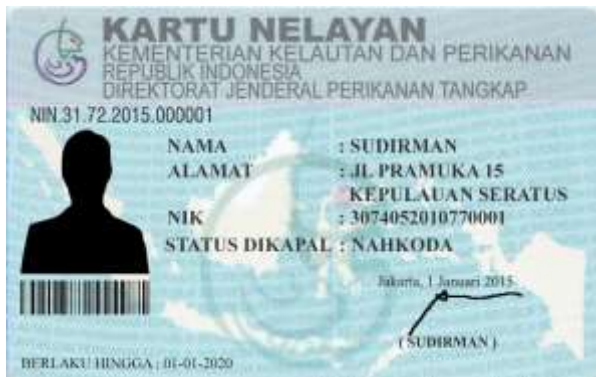 KARTU NELAYAN
KEMENTERIAN KELAUTAN DAN PERIKANAN
REPUBLIK INDONESIA
DIREKTORAT JENDERAL PERIKANAN TANGKAP
NIN.31.72.2015.000001
NAMA : SUDIRMAN
ALAMAT : JL PRAMUKA 15
KEPULAUAN SERATUS
NIK : 3074052010770001
STATUS DIKAPAL : NAHKODA
Jakarta, 1 Januari 2015
( SUDIRMAN )
BERLAKU HINGGA : 01-01-2020